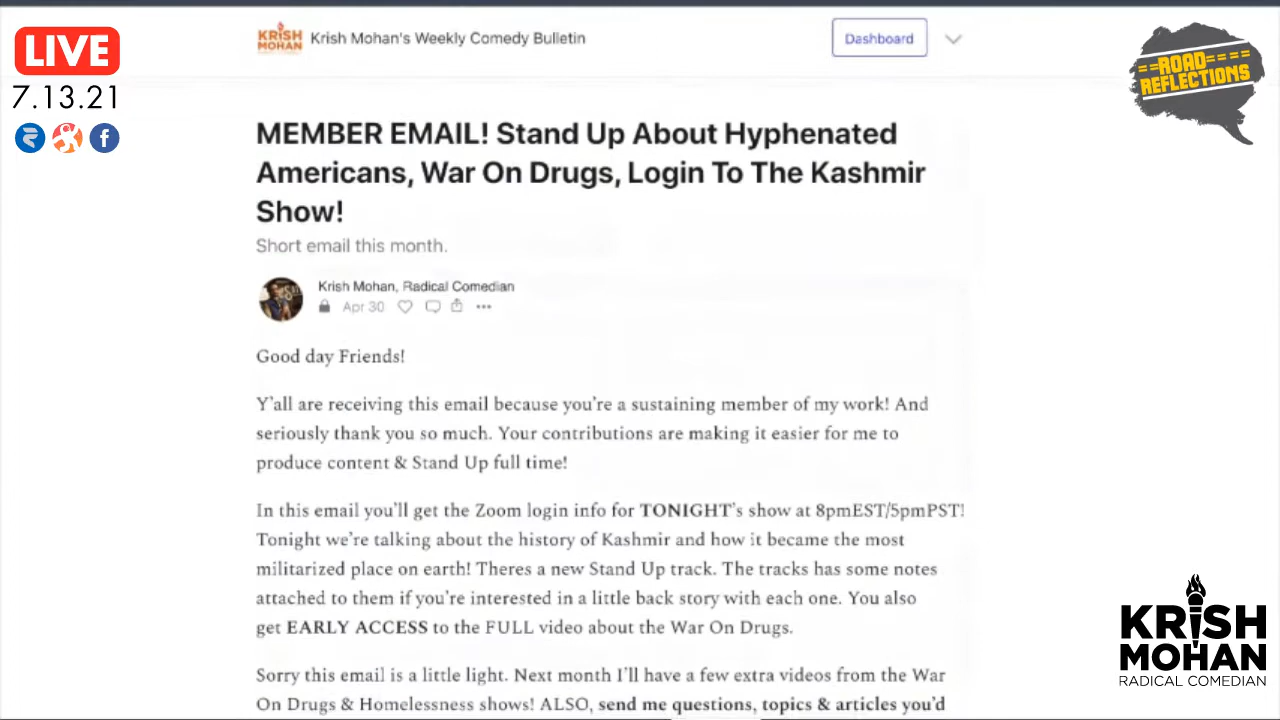 LIVE
7.13.21
KRISH MOHAN
Krish Mohan's Weekly Comedy Bulletin
Dashboard
ROAD
REFLECTIONS
MEMBER EMAIL! Stand Up About Hyphenated
Americans, War On Drugs, Login To The Kashmir
Show!
Short email this month.
Krish Mohan, Radical Comedian
Apr 30
Good day Friends!
Y'all are receiving this email because you're a sustaining member of my work! And
seriously thank you so much. Your contributions are making it easier for me to
produce content & Stand Up full time!
In this email you'll get the Zoom login info for TONIGHT's show at 8pmEST/5pmPST!
Tonight we're talking about the history of Kashmir and how it became the most
militarized place on earth! Theres a new Stand Up track. The tracks has some notes
attached to them if you're interested in a little back story with each one. You also
get EARLY ACCESS to the FULL video about the War On Drugs.
Sorry this email is a little light. Next month I'll have a few extra videos from the War
On Drugs & Homelessness shows! ALSO, send me questions, topics & articles you'd
KRISH
MOHAN
RADICAL COMEDIAN